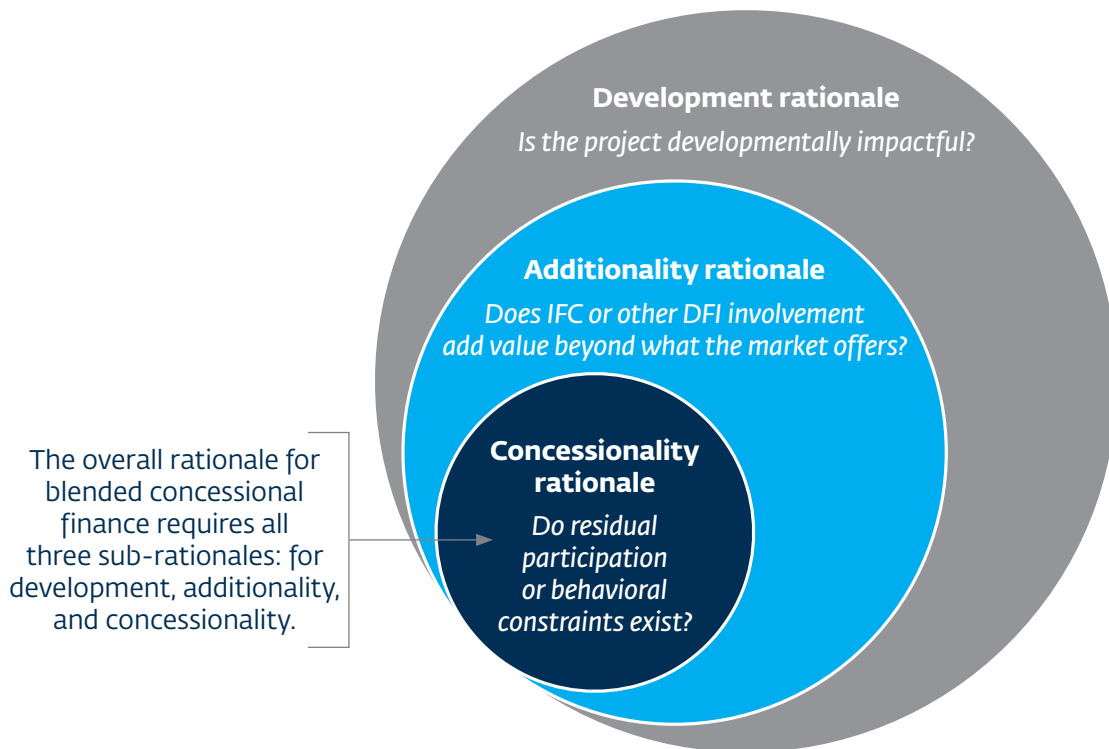 Development rationale
Is the project developmentally impactful?
Additionality rationale
Does IFC or other DFI involvement
add value beyond what the market offers?
Concessionality
rationale
Do residual
participation
or behavioral
constraints exist?
The overall rationale for
blended concessional
finance requires all
three sub-rationales: for
development, additionality,
and concessionality.